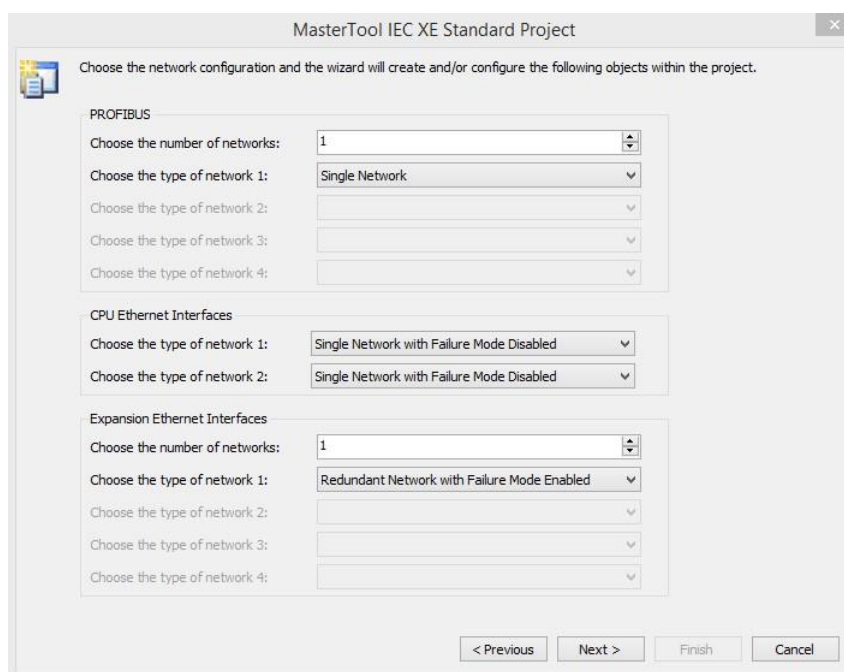 MasterTool IEC XE Standard Project
Choose the network configuration and the wizard will create and/or configure the following objects within the project.
PROFIBUS
Choose the number of networks: 1
Choose the type of network 1: Single Network
Choose the type of network 2:
Choose the type of network 3:
Choose the type of network 4:
CPU Ethernet Interfaces
Choose the type of network 1: Single Network with Failure Mode Disabled
Choose the type of network 2: Single Network with Failure Mode Disabled
Expansion Ethernet Interfaces
Choose the number of networks: 1
Choose the type of network 1: Redundant Network with Failure Mode Enabled
Choose the type of network 2:
Choose the type of network 3:
Choose the type of network 4:
< Previous Next > Finish Cancel